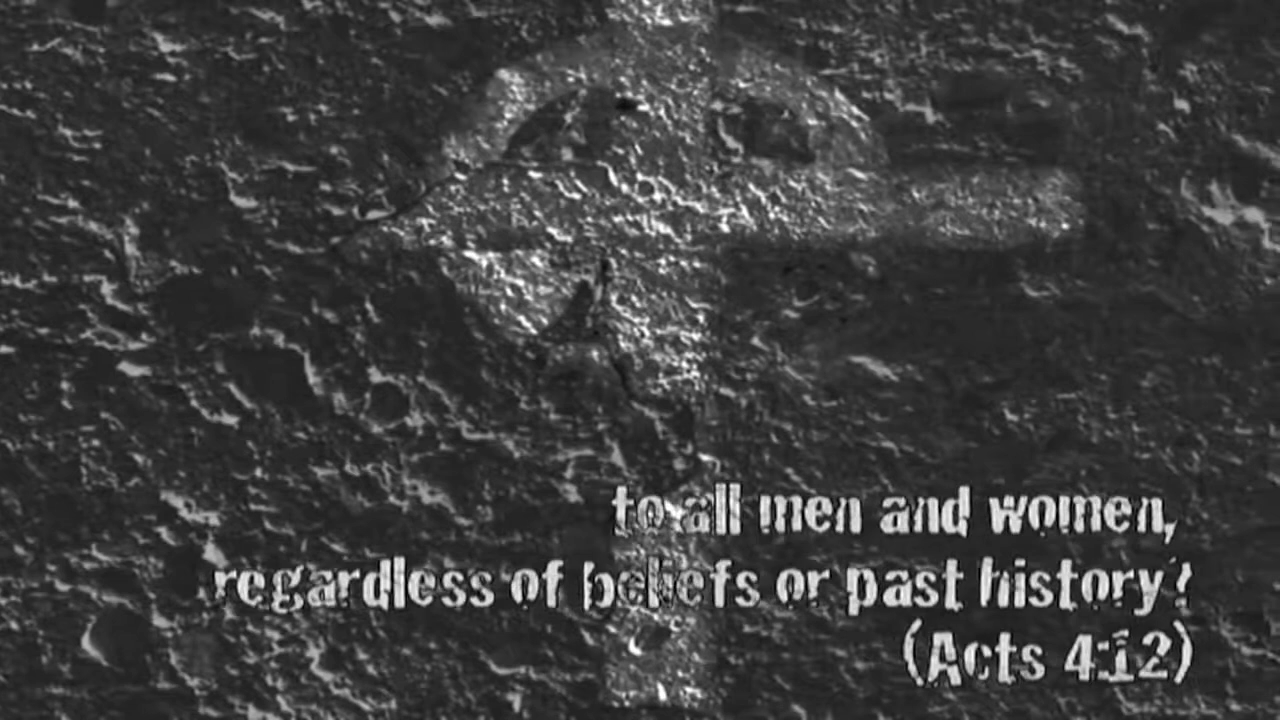 to all men and women,
regardless of beliefs or past history!
(Acts 4:12)